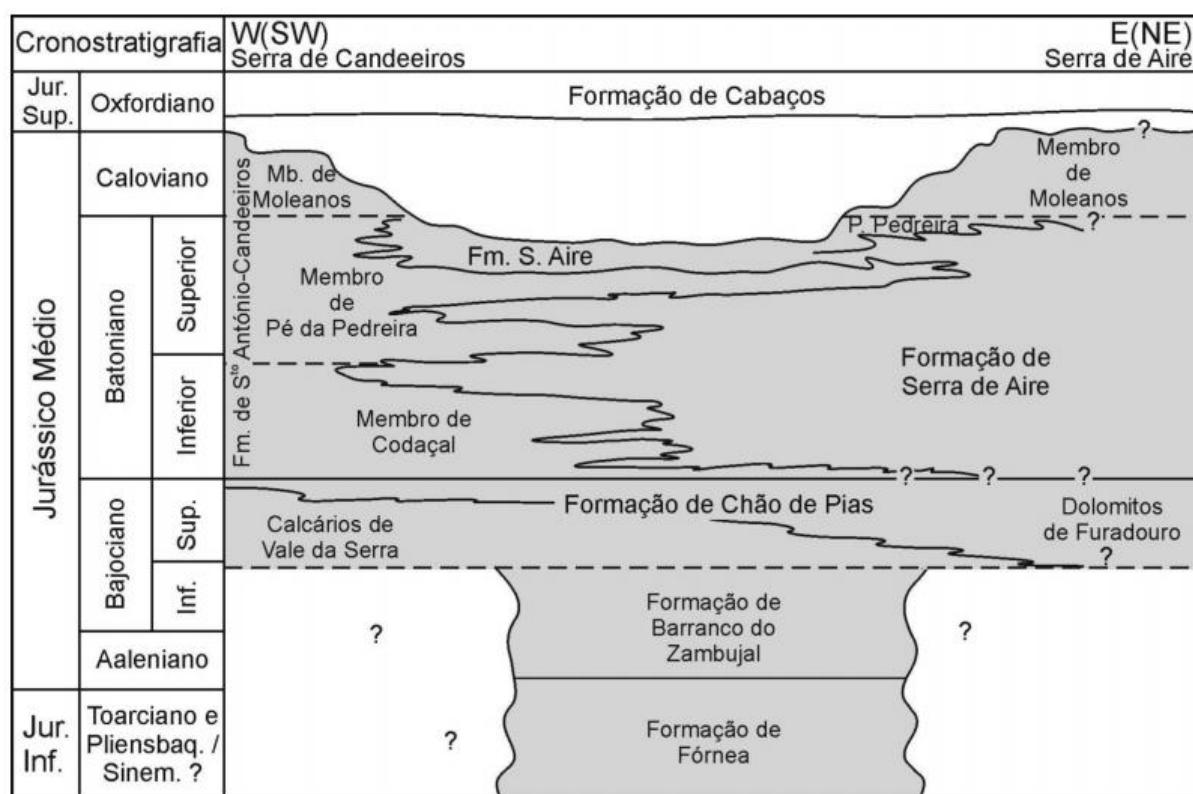 Cronostratigrafia
W(SW)
Serra de Candeeiros
E(NE)
Serra de Aire
Jur.
Sup.
Oxfordiano
Formação de Cabaços
Jurássico Médio
Caloviano
Mb. de
Moleanos
Membro
de
Moleanos
?
Batoniano
Superior
Inferior
Fm. de Sto António-Candeeiros
P. Pedreira
?
Fm. S. Aire
Membro
de
Pé da Pedreira
Formação de
Serra de Aire
Membro de
Codaçal
? ? ?
Bajociano
Sup.
Inf.
Formação de Chão de Pias
Calcários de
Vale da Serra
Dolomitos
de Furadouro
?
Formação de
Barranco do
Zambujal
? ?
Aaleniano
Jur.
Inf.
Toarciano e
Pliensbaq. /
Sinem. ?
?
Formação de
Fórnea